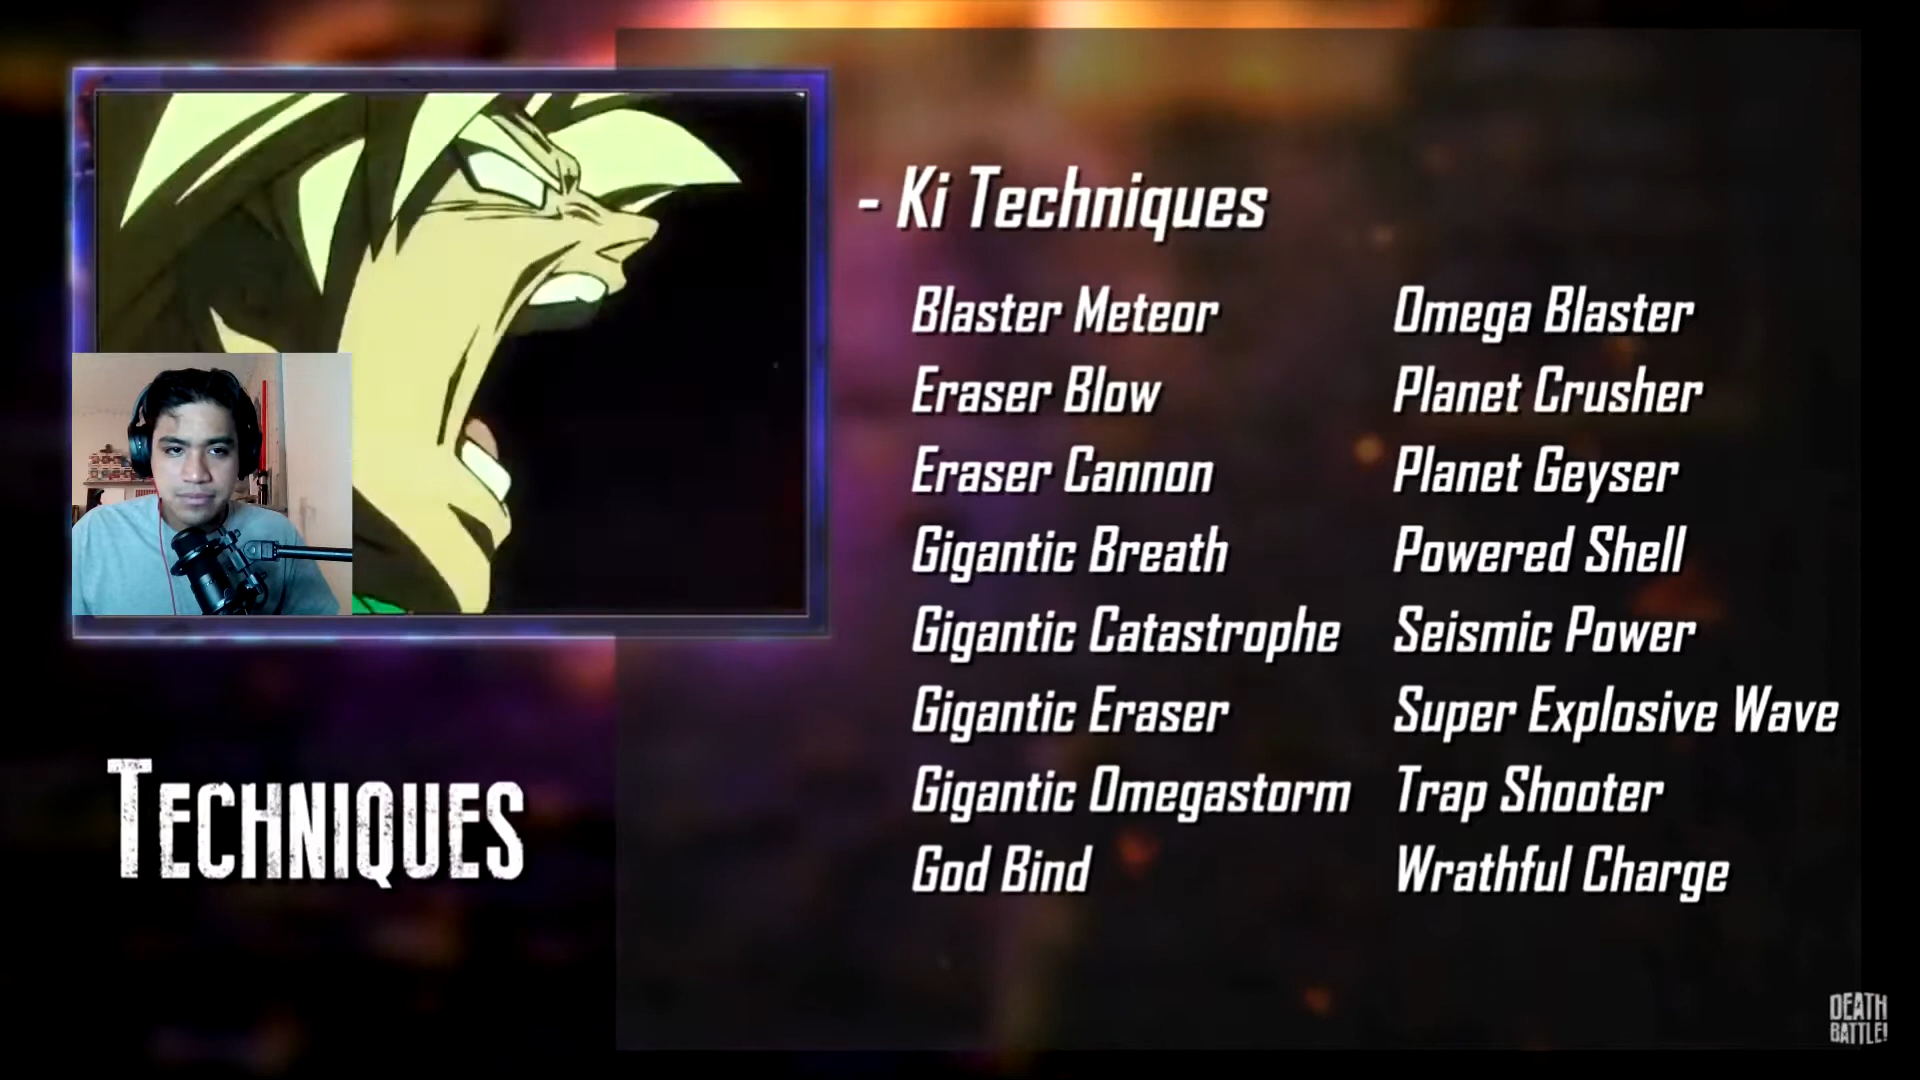 - Ki Techniques
Blaster Meteor
Eraser Blow
Eraser Cannon
Gigantic Breath
Gigantic Catastrophe
Gigantic Eraser
Gigantic Omegastorm
God Bind
Omega Blaster
Planet Crusher
Planet Geyser
Powered Shell
Seismic Power
Super Explosive Wave
Trap Shooter
Wrathful Charge
TECHNIQUES
DEATH
BATTLE!